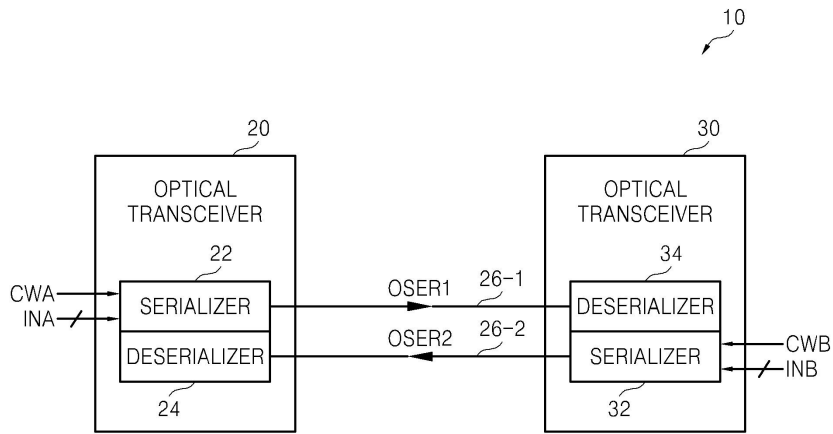 10
20
30
OPTICAL
TRANSCEIVER
OPTICAL
TRANSCEIVER
22
34
CWA
INA
SERIALIZER
OSER1
26-1
DESERIALIZER
DESERIALIZER
OSER2
26-2
SERIALIZER
CWB
INB
24
32